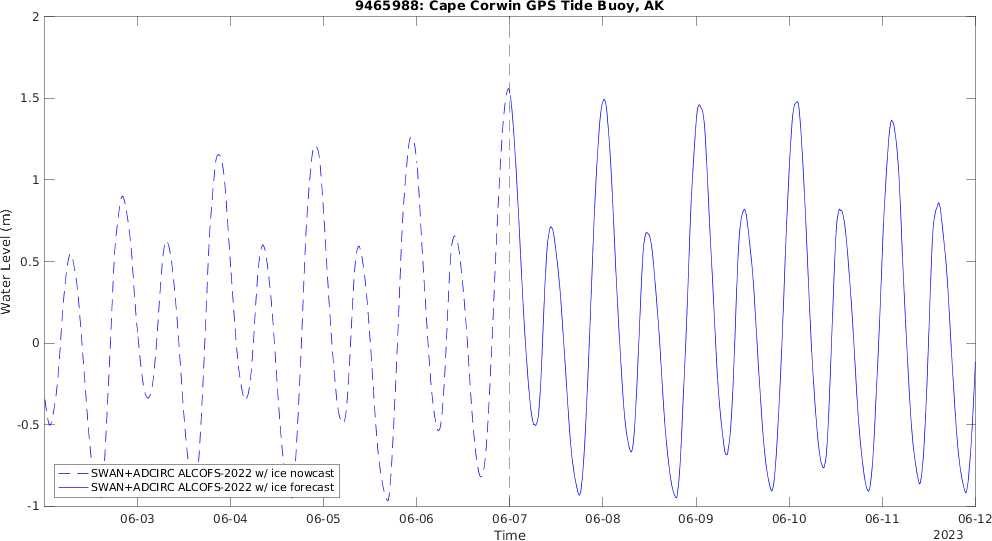 9465988: Cape Corwin GPS Tide Buoy, AK
2
1.5
1
0.5
0
-0.5
-1
Water Level (m)
SWAN+ADCIRC ALCOFS-2022 w/ ice nowcast
SWAN+ADCIRC ALCOFS-2022 w/ ice forecast
06-03 06-04 06-05 06-06 06-07 06-08 06-09 06-10 06-11 06-12
Time
2023